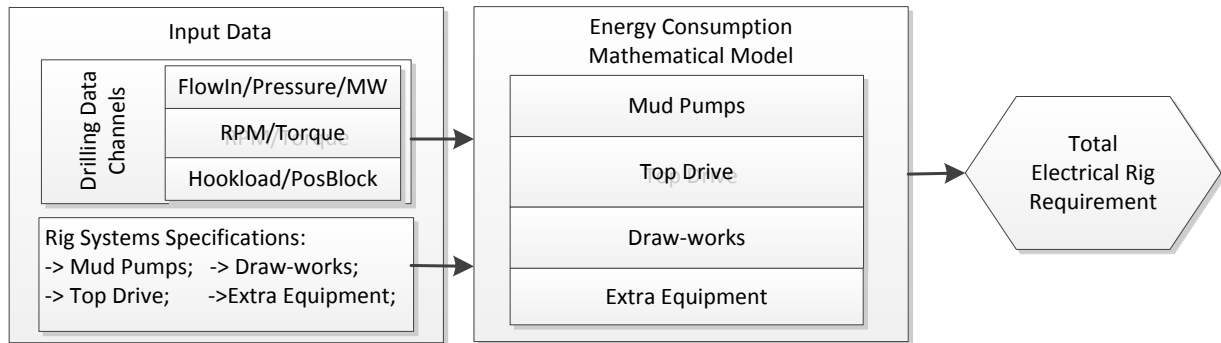 Input Data
Drilling Data
Channels
FlowIn/Pressure/MW
RPM/Torque
Hookload/PosBlock
Rig Systems Specifications:
-> Mud Pumps;   -> Draw-works;
-> Top Drive;      ->Extra Equipment;
Energy Consumption
Mathematical Model
Mud Pumps
Top Drive
Draw-works
Extra Equipment
Total
Electrical Rig
Requirement